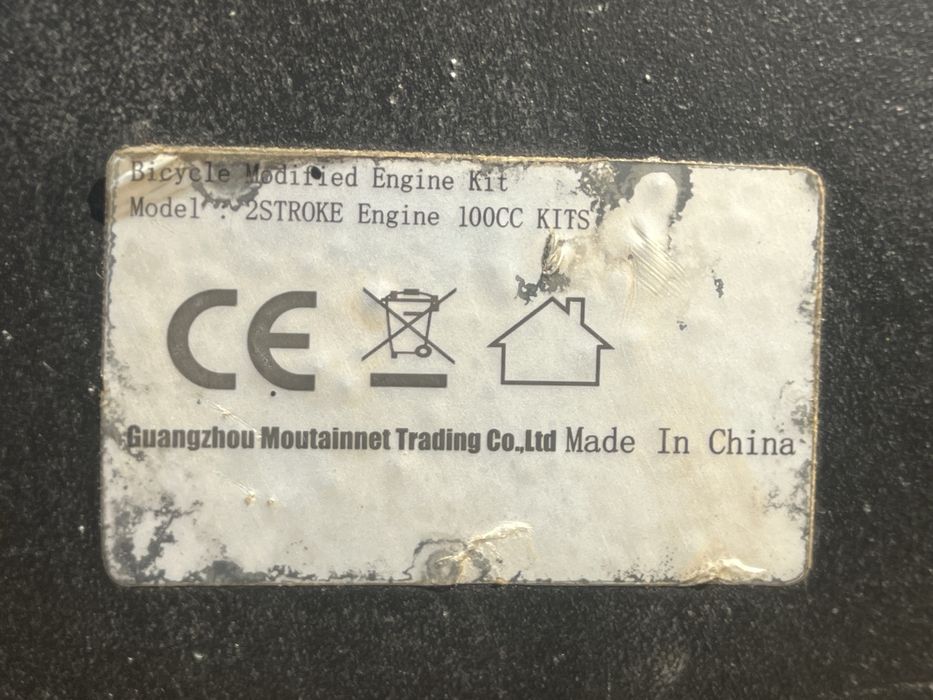 Bicycle Modified Engine Kit
Model : 2STROKE Engine 100CC KITS
CE
Guangzhou Moutainnet Trading Co.,Ltd Made In China